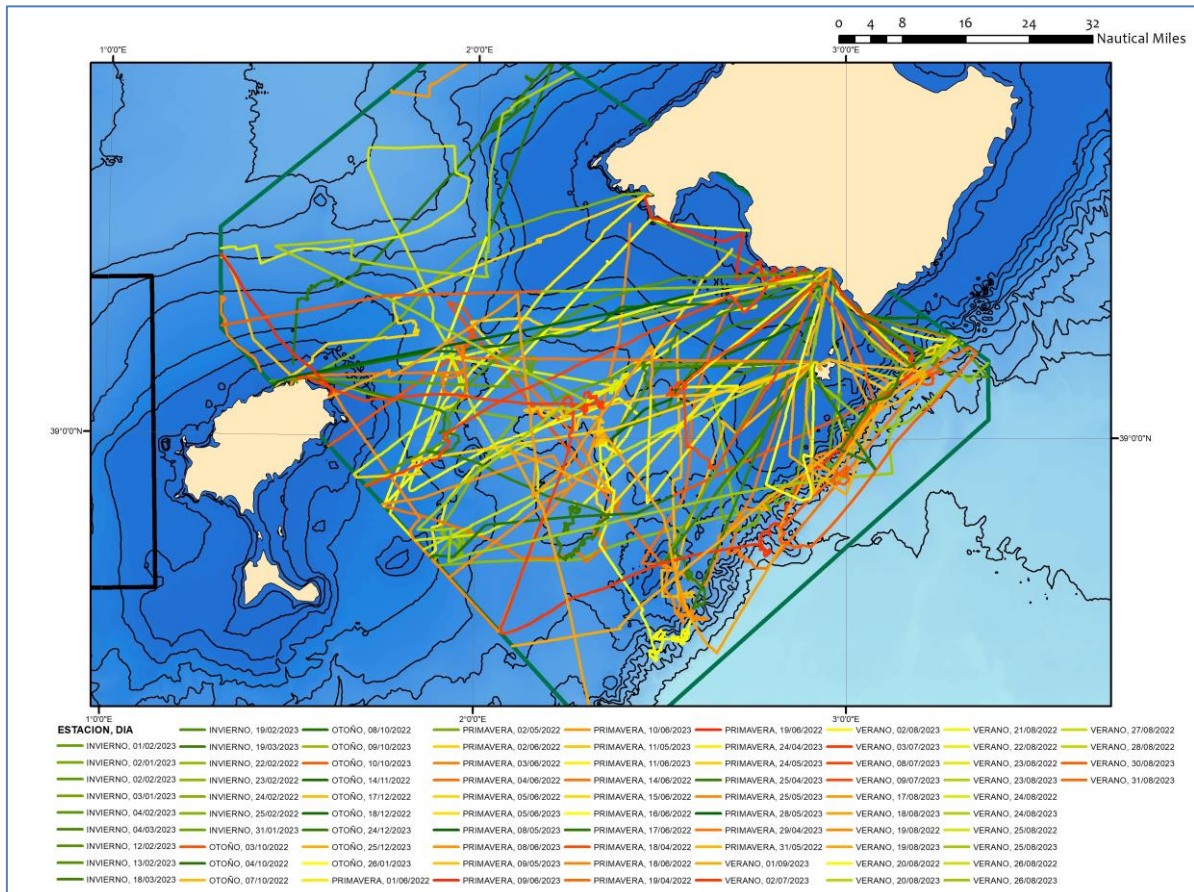 0 4 8 16 24 32
Nautical Miles
1°0'0"E 2°0'0"E 3°0'0"E
39°0'0"N 39°0'0"N
1°0'0"E 2°0'0"E 3°0'0"E
ESTACION, DIA
INVIERNO, 01/02/2023
INVIERNO, 02/01/2023
INVIERNO, 02/02/2023
INVIERNO, 03/01/2023
INVIERNO, 04/02/2023
INVIERNO, 04/03/2023
INVIERNO, 12/02/2023
INVIERNO, 13/02/2023
INVIERNO, 18/03/2023
INVIERNO, 19/02/2023
INVIERNO, 19/03/2023
INVIERNO, 22/02/2022
INVIERNO, 23/02/2022
INVIERNO, 24/02/2022
INVIERNO, 25/02/2022
INVIERNO, 31/01/2023
OTOÑO, 03/10/2022
OTOÑO, 04/10/2022
OTOÑO, 07/10/2022
OTOÑO, 08/10/2022
OTOÑO, 09/10/2023
OTOÑO, 10/10/2023
OTOÑO, 14/11/2022
OTOÑO, 17/12/2022
OTOÑO, 18/12/2022
OTOÑO, 24/12/2023
OTOÑO, 25/12/2023
OTOÑO, 26/01/2023
PRIMAVERA, 01/06/2022
PRIMAVERA, 02/05/2022
PRIMAVERA, 02/06/2022
PRIMAVERA, 03/06/2022
PRIMAVERA, 04/06/2022
PRIMAVERA, 05/06/2022
PRIMAVERA, 05/06/2023
PRIMAVERA, 08/05/2023
PRIMAVERA, 08/06/2023
PRIMAVERA, 09/05/2023
PRIMAVERA, 09/06/2023
PRIMAVERA, 10/06/2023
PRIMAVERA, 11/05/2023
PRIMAVERA, 11/06/2023
PRIMAVERA, 14/06/2022
PRIMAVERA, 15/06/2022
PRIMAVERA, 16/06/2022
PRIMAVERA, 17/06/2022
PRIMAVERA, 18/04/2022
PRIMAVERA, 18/06/2022
PRIMAVERA, 19/04/2022
PRIMAVERA, 19/06/2022
PRIMAVERA, 24/04/2023
PRIMAVERA, 24/05/2023
PRIMAVERA, 25/04/2023
PRIMAVERA, 25/05/2023
PRIMAVERA, 28/05/2023
PRIMAVERA, 29/04/2023
PRIMAVERA, 31/05/2022
VERANO, 01/09/2023
VERANO, 02/07/2023
VERANO, 02/08/2023
VERANO, 03/07/2023
VERANO, 08/07/2023
VERANO, 09/07/2023
VERANO, 17/08/2023
VERANO, 18/08/2023
VERANO, 19/08/2022
VERANO, 19/08/2023
VERANO, 20/08/2022
VERANO, 20/08/2023
VERANO, 21/08/2022
VERANO, 22/08/2022
VERANO, 23/08/2022
VERANO, 23/08/2023
VERANO, 24/08/2022
VERANO, 24/08/2023
VERANO, 25/08/2022
VERANO, 25/08/2023
VERANO, 26/08/2022
VERANO, 26/08/2023
VERANO, 27/08/2022
VERANO, 28/08/2022
VERANO, 30/08/2023
VERANO, 31/08/2023